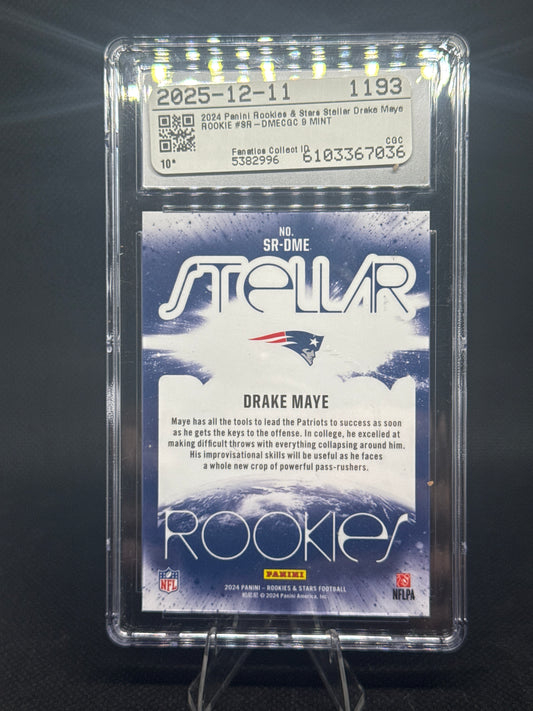 2025-12-11 1193
2024 Panini Rookies & Stars Stellar Drake Maye
ROOKIE #SR-DMECGC 9 MINT
10*
Fanatics Collect ID CGC
5382996 6103367036
NO.
SR-DME
STELLAR
DRAKE MAYE
Maye has all the tools to lead the Patriots to success as soon
as he gets the keys to the offense. In college, he excelled at
making difficult throws with everything collapsing around him.
His improvisational skills will be useful as he faces
a whole new crop of powerful pass-rushers.
ROOKIES
PANINI
NFL
2024 PANINI – ROOKIES & STARS FOOTBALL
© 2024 Panini America, Inc.
NFLPA